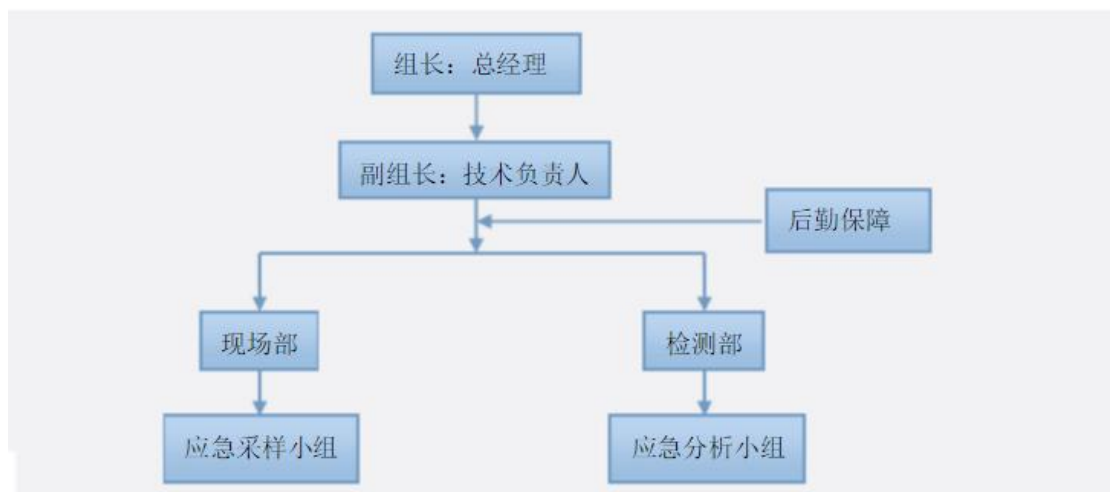 组长：总经理
副组长：技术负责人
后勤保障
现场部
检测部
应急采样小组
应急分析小组